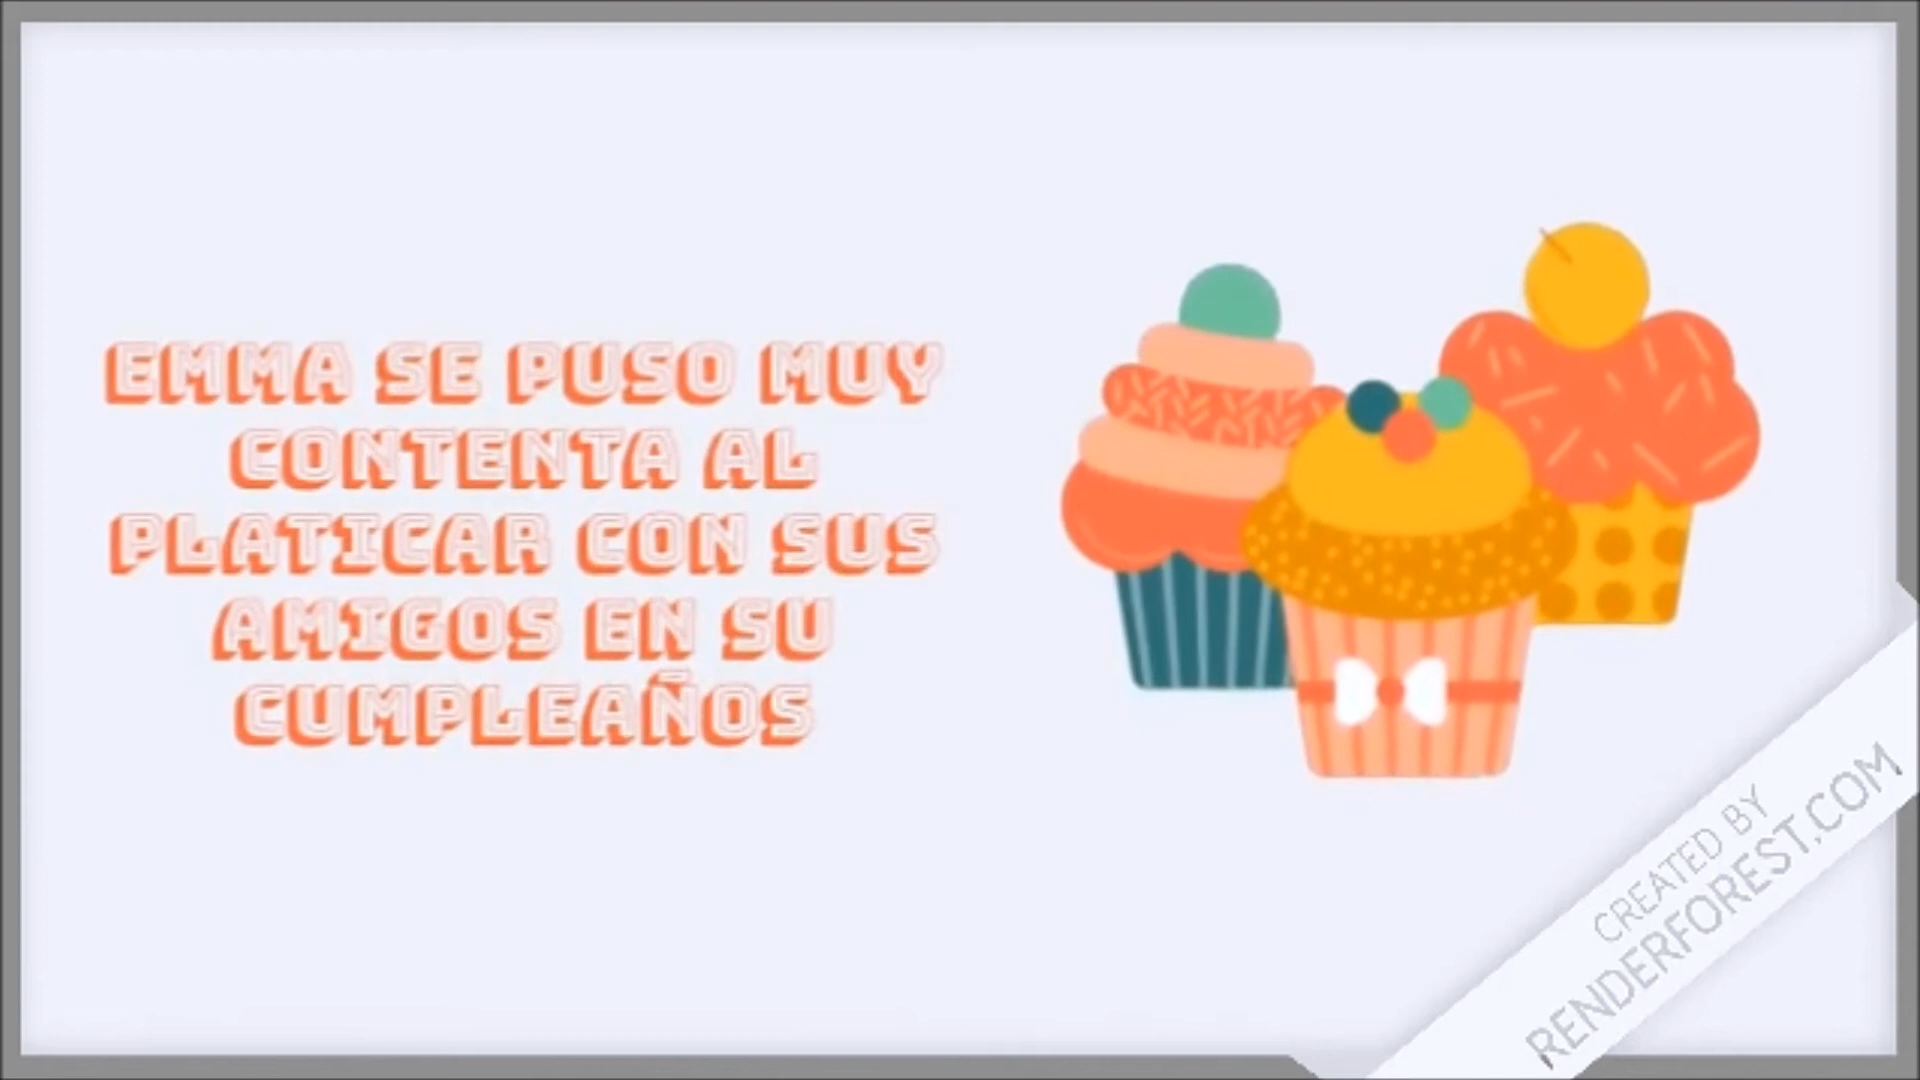 EMMA SE PUSO MUY
CONTENTA AL
PLATICAR CON SUS
AMIGOS EN SU
CUMPLEAÑOS
CREATED BY
RENDERFOREST.COM